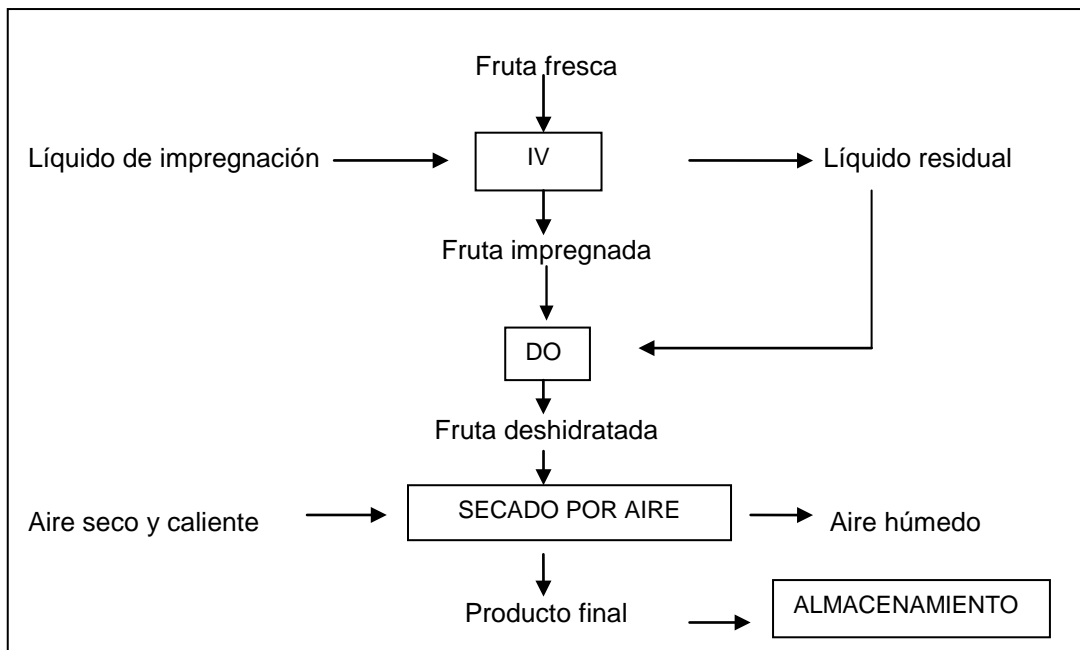 Fruta fresca
Líquido de impregnación
IV
Líquido residual
Fruta impregnada
DO
Fruta deshidratada
Aire seco y caliente
SECADO POR AIRE
Aire húmedo
Producto final
ALMACENAMIENTO